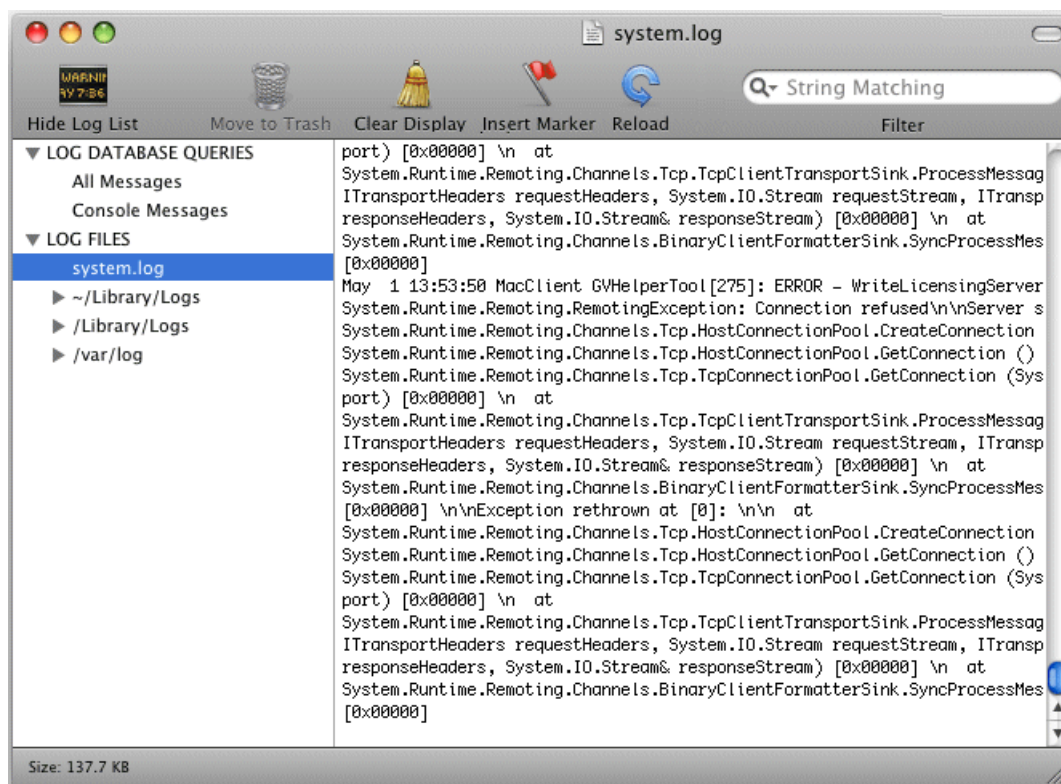 system.log
WARNIN
AY 7:36
Hide Log List
Move to Trash
Clear Display
Insert Marker
Reload
String Matching
Filter
LOG DATABASE QUERIES
All Messages
Console Messages
LOG FILES
system.log
~/Library/Logs
/Library/Logs
/var/log
port) [0x00000] \n  at
System.Runtime.Remoting.Channels.Tcp.TcpClientTransportSink.ProcessMessag
ITransportHeaders requestHeaders, System.IO.Stream requestStream, ITransp
responseHeaders, System.IO.Stream& responseStream) [0x00000] \n  at
System.Runtime.Remoting.Channels.BinaryClientFormatterSink.SyncProcessMes
[0x00000]
May  1 13:53:50 MacClient GVHelperTool[275]: ERROR - WriteLicensingServer
System.Runtime.Remoting.RemotingException: Connection refused\n\nServer s
System.Runtime.Remoting.Channels.Tcp.HostConnectionPool.CreateConnection
System.Runtime.Remoting.Channels.Tcp.HostConnectionPool.GetConnection ()
System.Runtime.Remoting.Channels.Tcp.TcpConnectionPool.GetConnection (Sys
port) [0x00000] \n  at
System.Runtime.Remoting.Channels.Tcp.TcpClientTransportSink.ProcessMessag
ITransportHeaders requestHeaders, System.IO.Stream requestStream, ITransp
responseHeaders, System.IO.Stream& responseStream) [0x00000] \n  at
System.Runtime.Remoting.Channels.BinaryClientFormatterSink.SyncProcessMes
[0x00000] \n\nException rethrown at [0]: \n\n  at
System.Runtime.Remoting.Channels.Tcp.HostConnectionPool.CreateConnection
System.Runtime.Remoting.Channels.Tcp.HostConnectionPool.GetConnection ()
System.Runtime.Remoting.Channels.Tcp.TcpConnectionPool.GetConnection (Sys
port) [0x00000] \n  at
System.Runtime.Remoting.Channels.Tcp.TcpClientTransportSink.ProcessMessag
ITransportHeaders requestHeaders, System.IO.Stream requestStream, ITransp
responseHeaders, System.IO.Stream& responseStream) [0x00000] \n  at
System.Runtime.Remoting.Channels.BinaryClientFormatterSink.SyncProcessMes
[0x00000]
Size: 137.7 KB